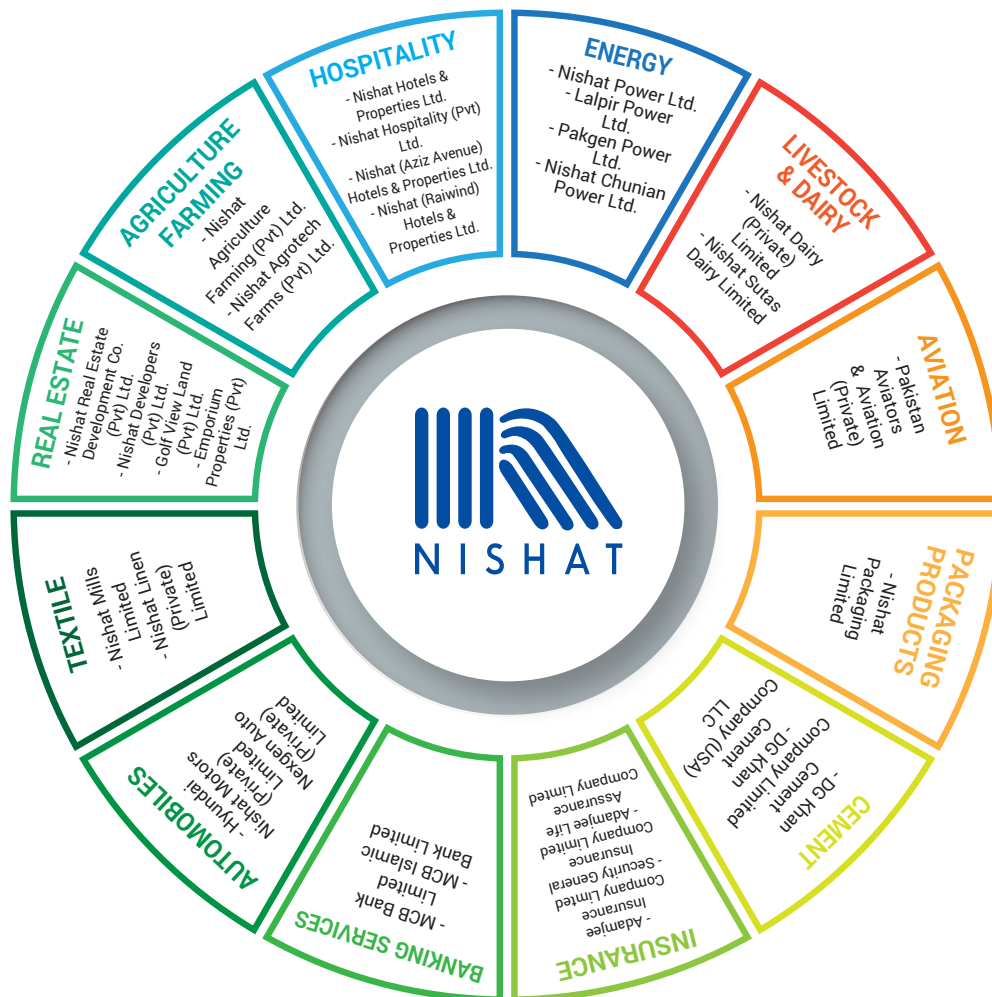 HOSPITALITY
- Nishat Hotels &
Properties Ltd.
- Nishat Hospitality (Pvt)
Ltd.
- Nishat (Aziz Avenue)
Hotels & Properties Ltd.
- Nishat (Raiwind)
Hotels &
Properties Ltd.
ENERGY
- Nishat Power Ltd.
- Lalpir Power
Ltd.
- Pakgen Power
Ltd.
- Nishat Chunian
Power Ltd.
LIVESTOCK
& DAIRY
- Nishat Dairy
(Private)
Limited
- Nishat Sutas
Dairy Limited
AVIATION
- Pakistan
Aviators
& Aviation
(Private)
Limited
PACKAGING
PRODUCTS
- Nishat
Packaging
Limited
CEMENT
- DG Khan
Cement
Company Limited
- DG Khan
Cement
Company (USA)
LLC
INSURANCE
- Adamjee
Insurance
Company Limted
- Security General
Insurance
Company Limted
- Adamjee Life
Assurance
Company Limted
BANKING SERVICES
- MCB Bank
Limited
- MCB Islamic
Bank Limited
AUTOMOBILES
- Hyundai
Nishat Motors
(Private)
Limited
Nexgen Auto
(Private)
Limited
TEXTILE
- Nishat Mills
Limited
- Nishat Linen
(Private)
Limited
REAL ESTATE
- Nishat Real Estate
Development Co.
(Pvt) Ltd.
- Nishat Developers
(Pvt) Ltd.
- Golf View Land
(Pvt) Ltd.
- Emporium
Properties (Pvt)
Ltd.
AGRICULTURE
FARMING
- Nishat
Agriculture
Farming (Pvt) Ltd.
- Nishat Agrotech
Farms (Pvt) Ltd.
NISHAT